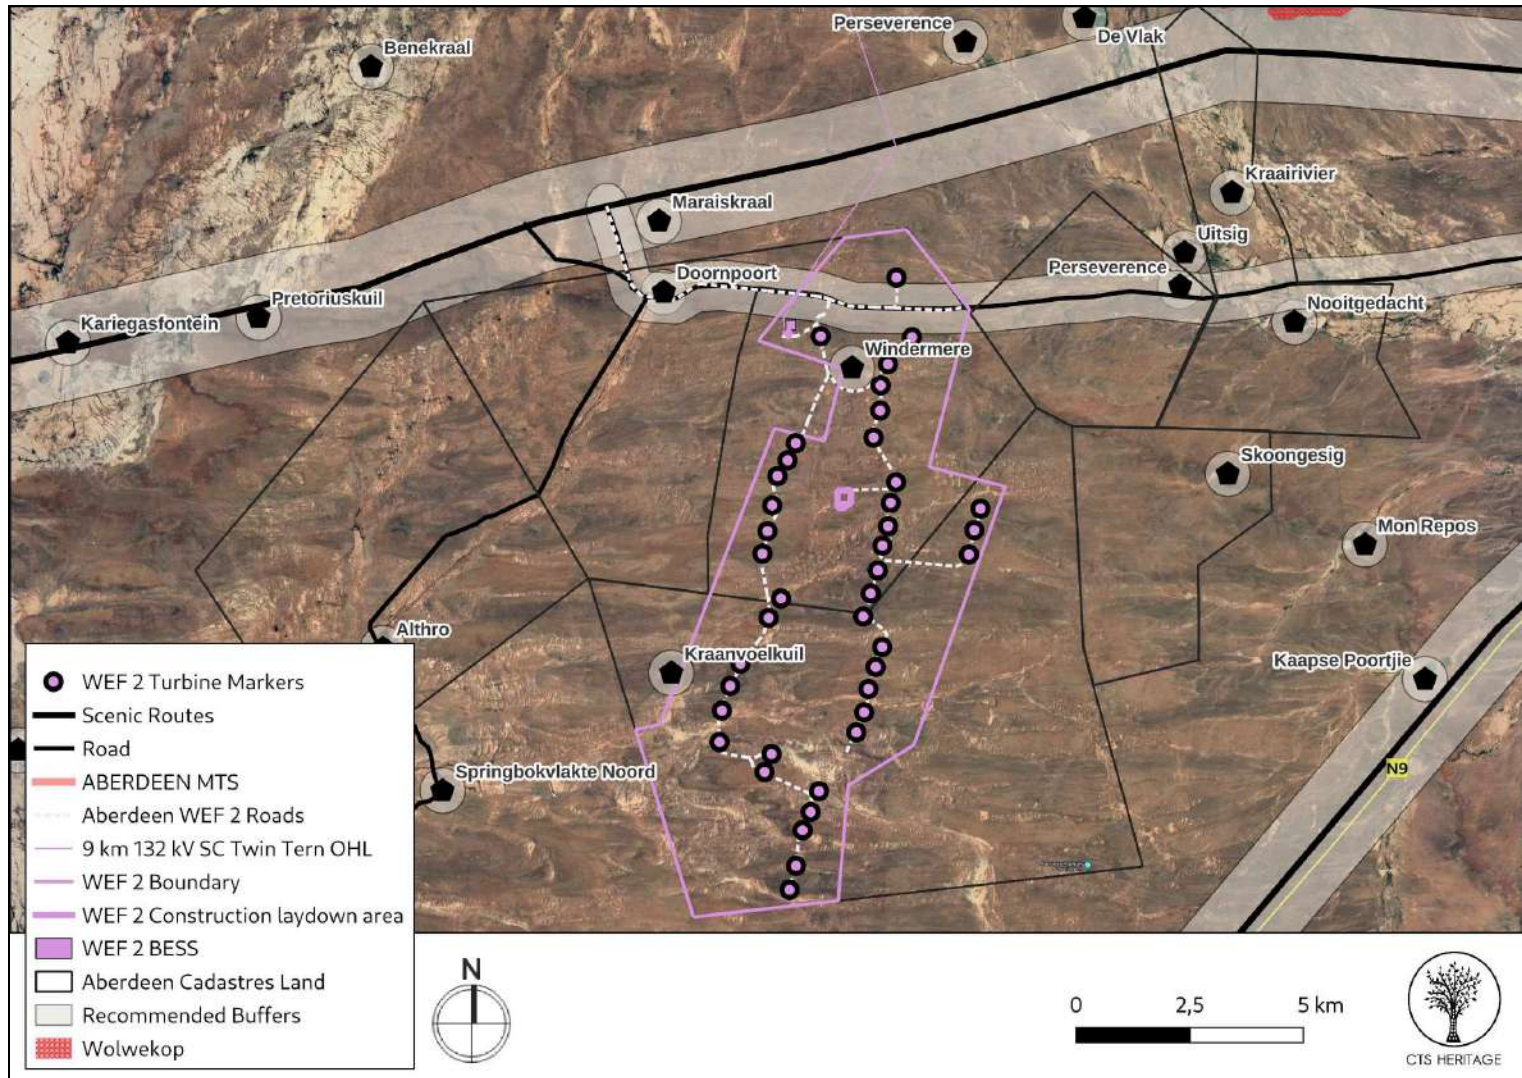 Perseverence
De Vlak
Benekraal
Kraairivier
Maraiskraal
Uitsig
Doornpoort
Perseverence
Pretoriuskuil
Nooitgedacht
Kariegasfontein
Windermere
Skoongesig
Mon Repos
Althro
Kraanvoelkuil
Kaapse Poortjie
Springbokvlakte Noord
N9
WEF 2 Turbine Markers
Scenic Routes
Road
ABERDEEN MTS
Aberdeen WEF 2 Roads
9 km 132 kV SC Twin Tern OHL
WEF 2 Boundary
WEF 2 Construction laydown area
WEF 2 BESS
Aberdeen Cadastres Land
Recommended Buffers
Wolwekop
N
0 2,5 5 km
CTS HERITAGE